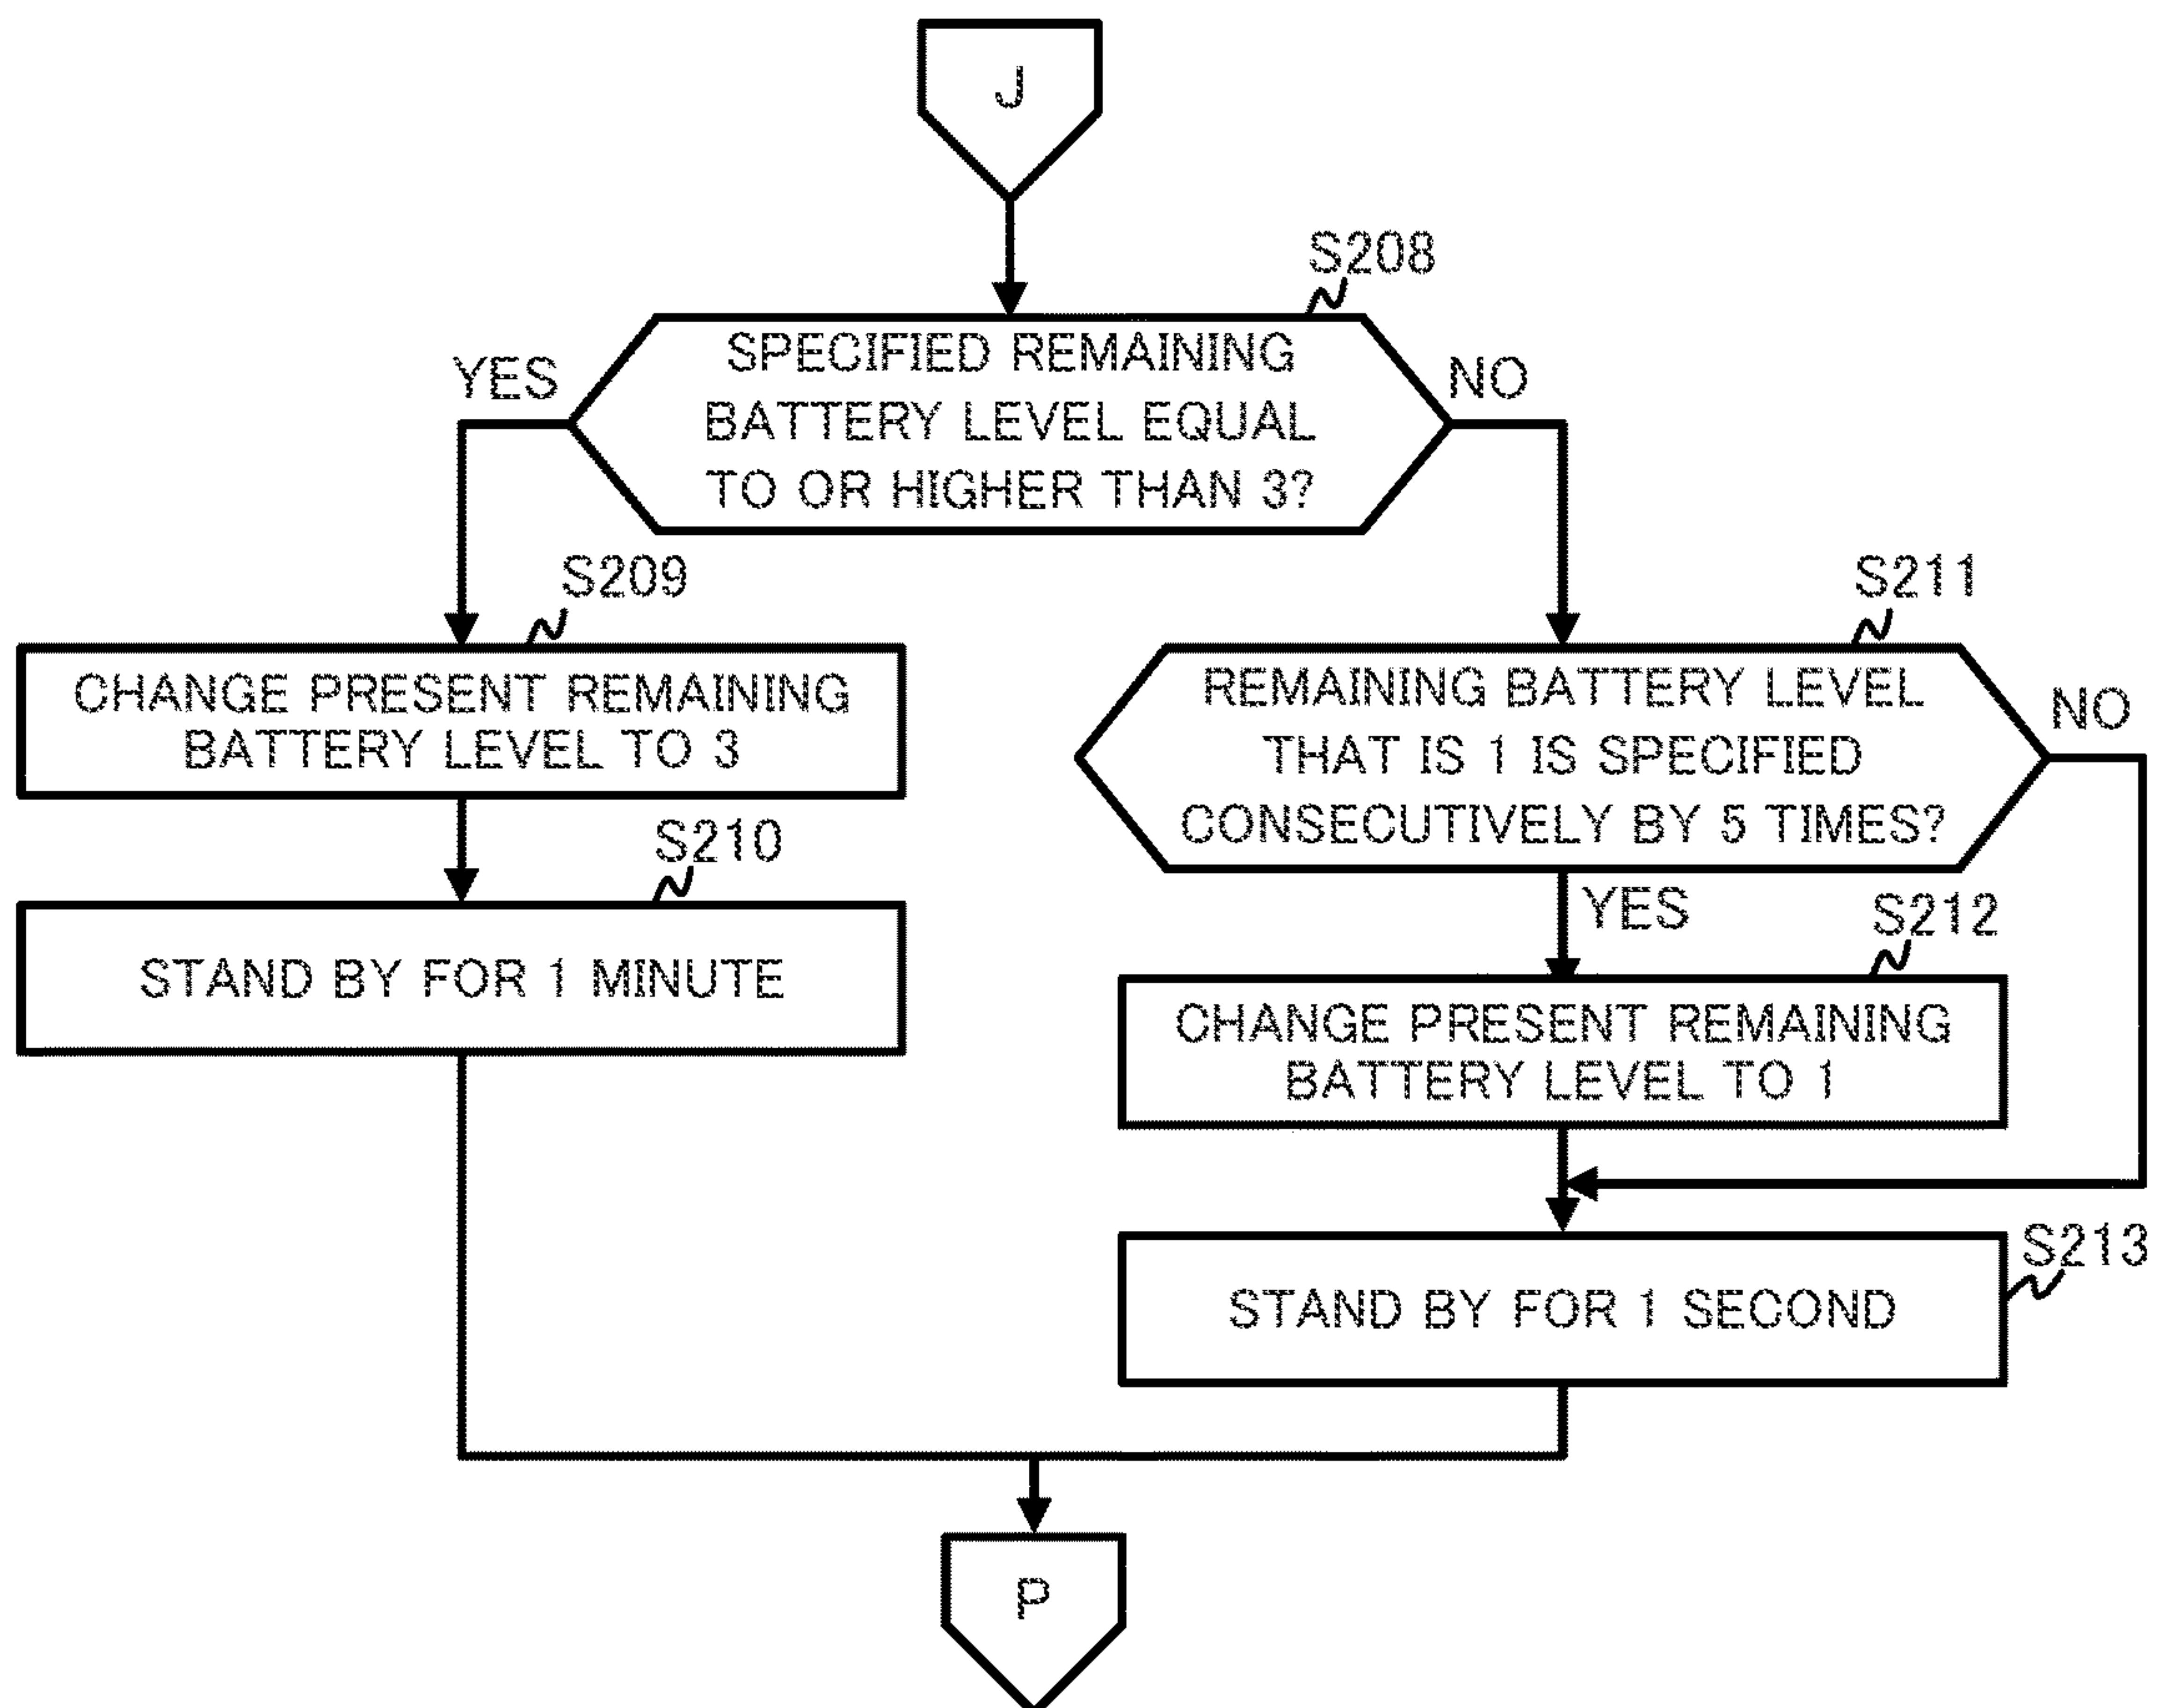 J
S208
YES
SPECIFIED REMAINING
BATTERY LEVEL EQUAL
TO OR HIGHER THAN 3?
NO
S209
CHANGE PRESENT REMAINING
BATTERY LEVEL TO 3
S210
STAND BY FOR 1 MINUTE
S211
REMAINING BATTERY LEVEL
THAT IS 1 IS SPECIFIED
CONSECUTIVELY BY 5 TIMES?
NO
YES
S212
CHANGE PRESENT REMAINING
BATTERY LEVEL TO 1
S213
STAND BY FOR 1 SECOND
P